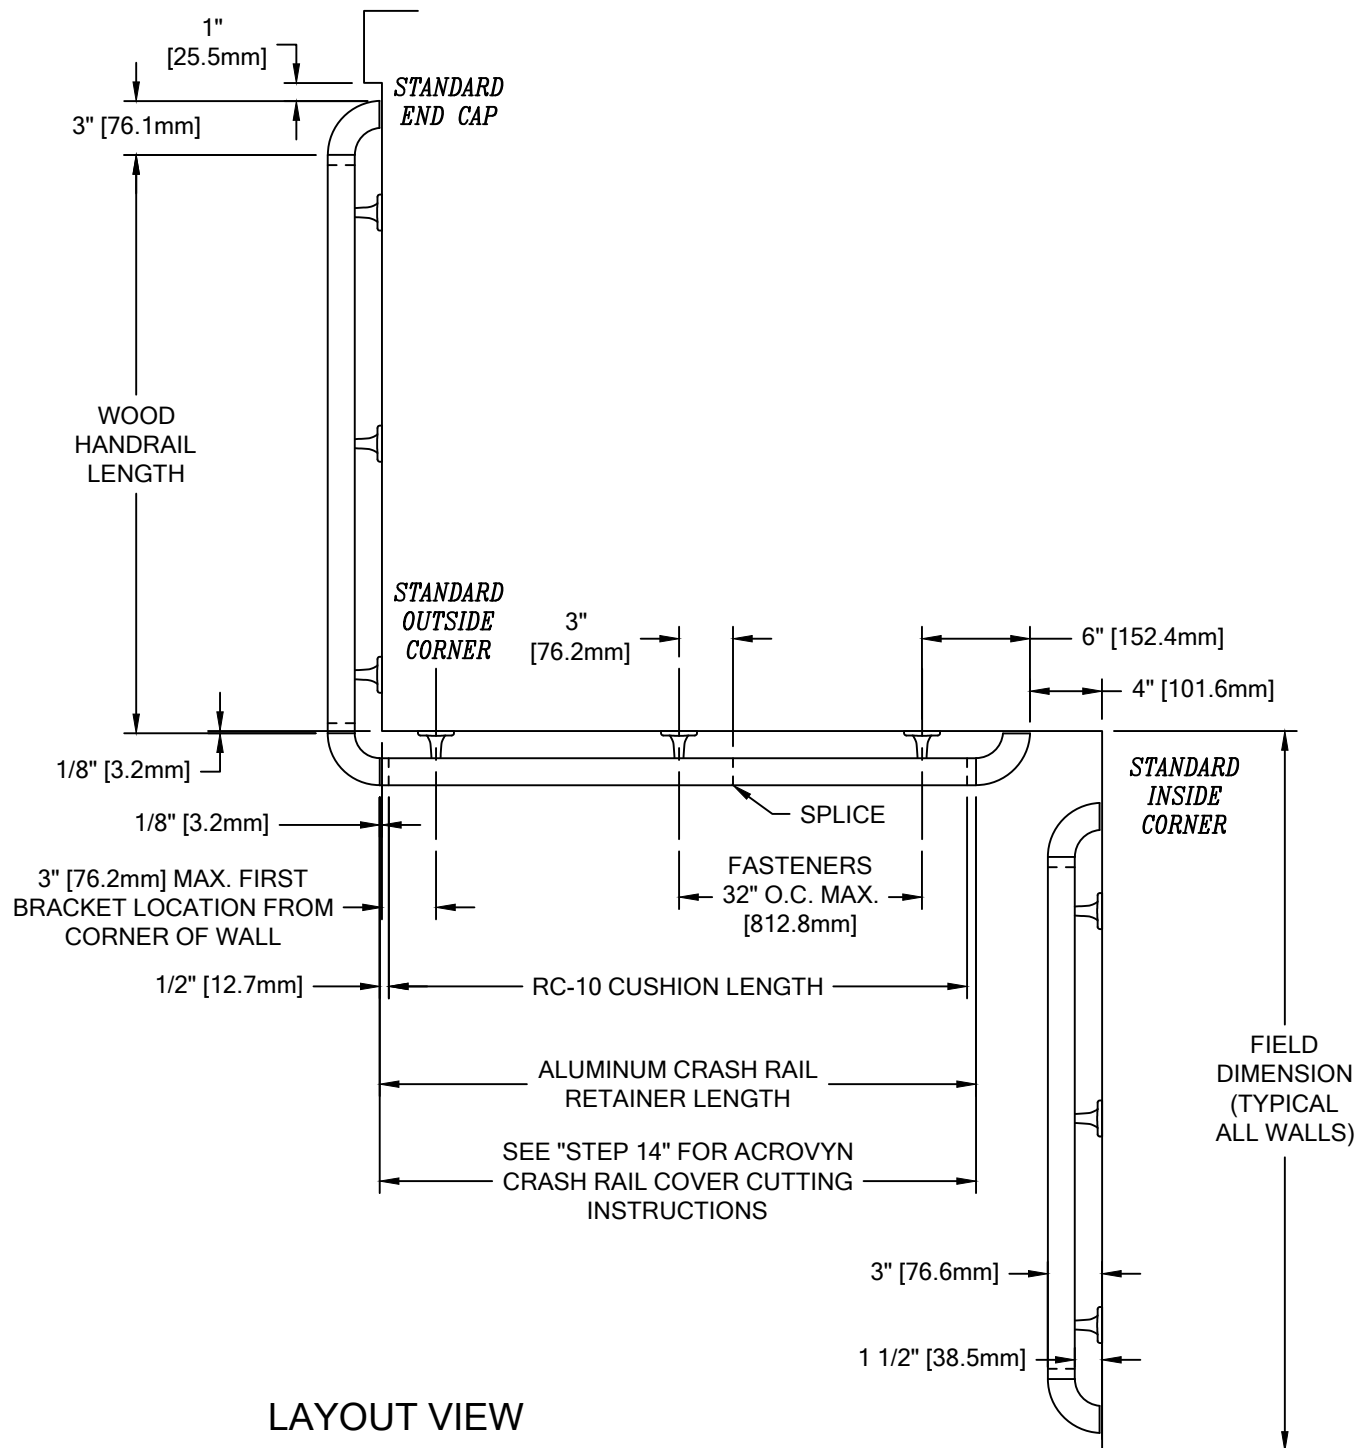 1"
[25.5mm]
STANDARD
END CAP
3" [76.1mm]
WOOD
HANDRAIL
LENGTH
STANDARD
OUTSIDE
CORNER
3"
[76.2mm]
6" [152.4mm]
4" [101.6mm]
1/8" [3.2mm]
STANDARD
INSIDE
CORNER
1/8" [3.2mm]
SPLICE
3" [76.2mm] MAX. FIRST
BRACKET LOCATION FROM
CORNER OF WALL
FASTENERS
32" O.C. MAX.
[812.8mm]
1/2" [12.7mm]
RC-10 CUSHION LENGTH
ALUMINUM CRASH RAIL
RETAINER LENGTH
FIELD
DIMENSION
(TYPICAL
ALL WALLS)
SEE "STEP 14" FOR ACROVYN
CRASH RAIL COVER CUTTING
INSTRUCTIONS
3" [76.6mm]
1 1/2" [38.5mm]
LAYOUT VIEW